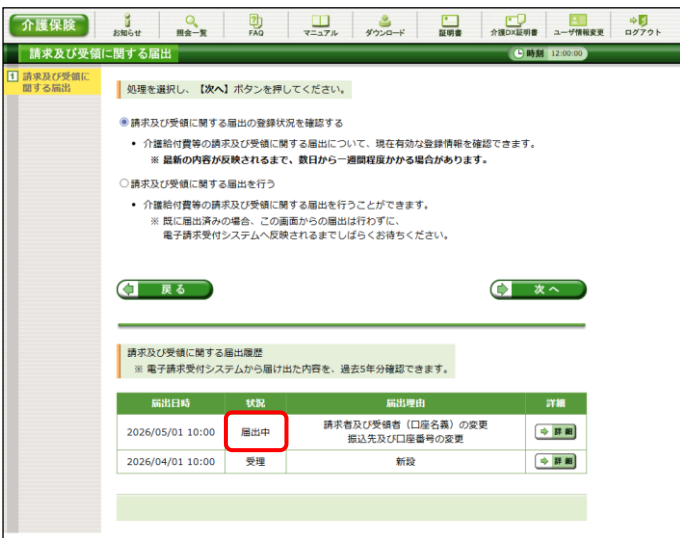 介護保険
お知らせ 照会一覧 FAQ マニュアル ダウンロード 証明書 介護DX証明書 ユーザ情報変更 ログアウト
請求及び受領に関する届出
時刻 12:00:00
1 請求及び受領に
関する届出
処理を選択し、【次へ】ボタンを押してください。
請求及び受領に関する届出の登録状況を確認する
・ 介護給付費等の請求及び受領に関する届出について、現在有効な登録情報を確認できます。
※ 最新の内容が反映されるまで、数日から一週間程度かかる場合があります。
請求及び受領に関する届出を行う
・ 介護給付費等の請求及び受領に関する届出を行うことができます。
※ 既に届出済みの場合、この画面からの届出は行わずに、
電子請求受付システムへ反映されるまでしばらくお待ちください。
戻る 次へ
請求及び受領に関する届出履歴
※ 電子請求受付システムから届け出た内容を、過去5年分確認できます。
届出日時 状況 届出理由 詳細
2026/05/01 10:00 届出中 請求者及び受領者（口座名義）の変更 詳細
振込先及び口座番号の変更
2026/04/01 10:00 受理 新設 詳細